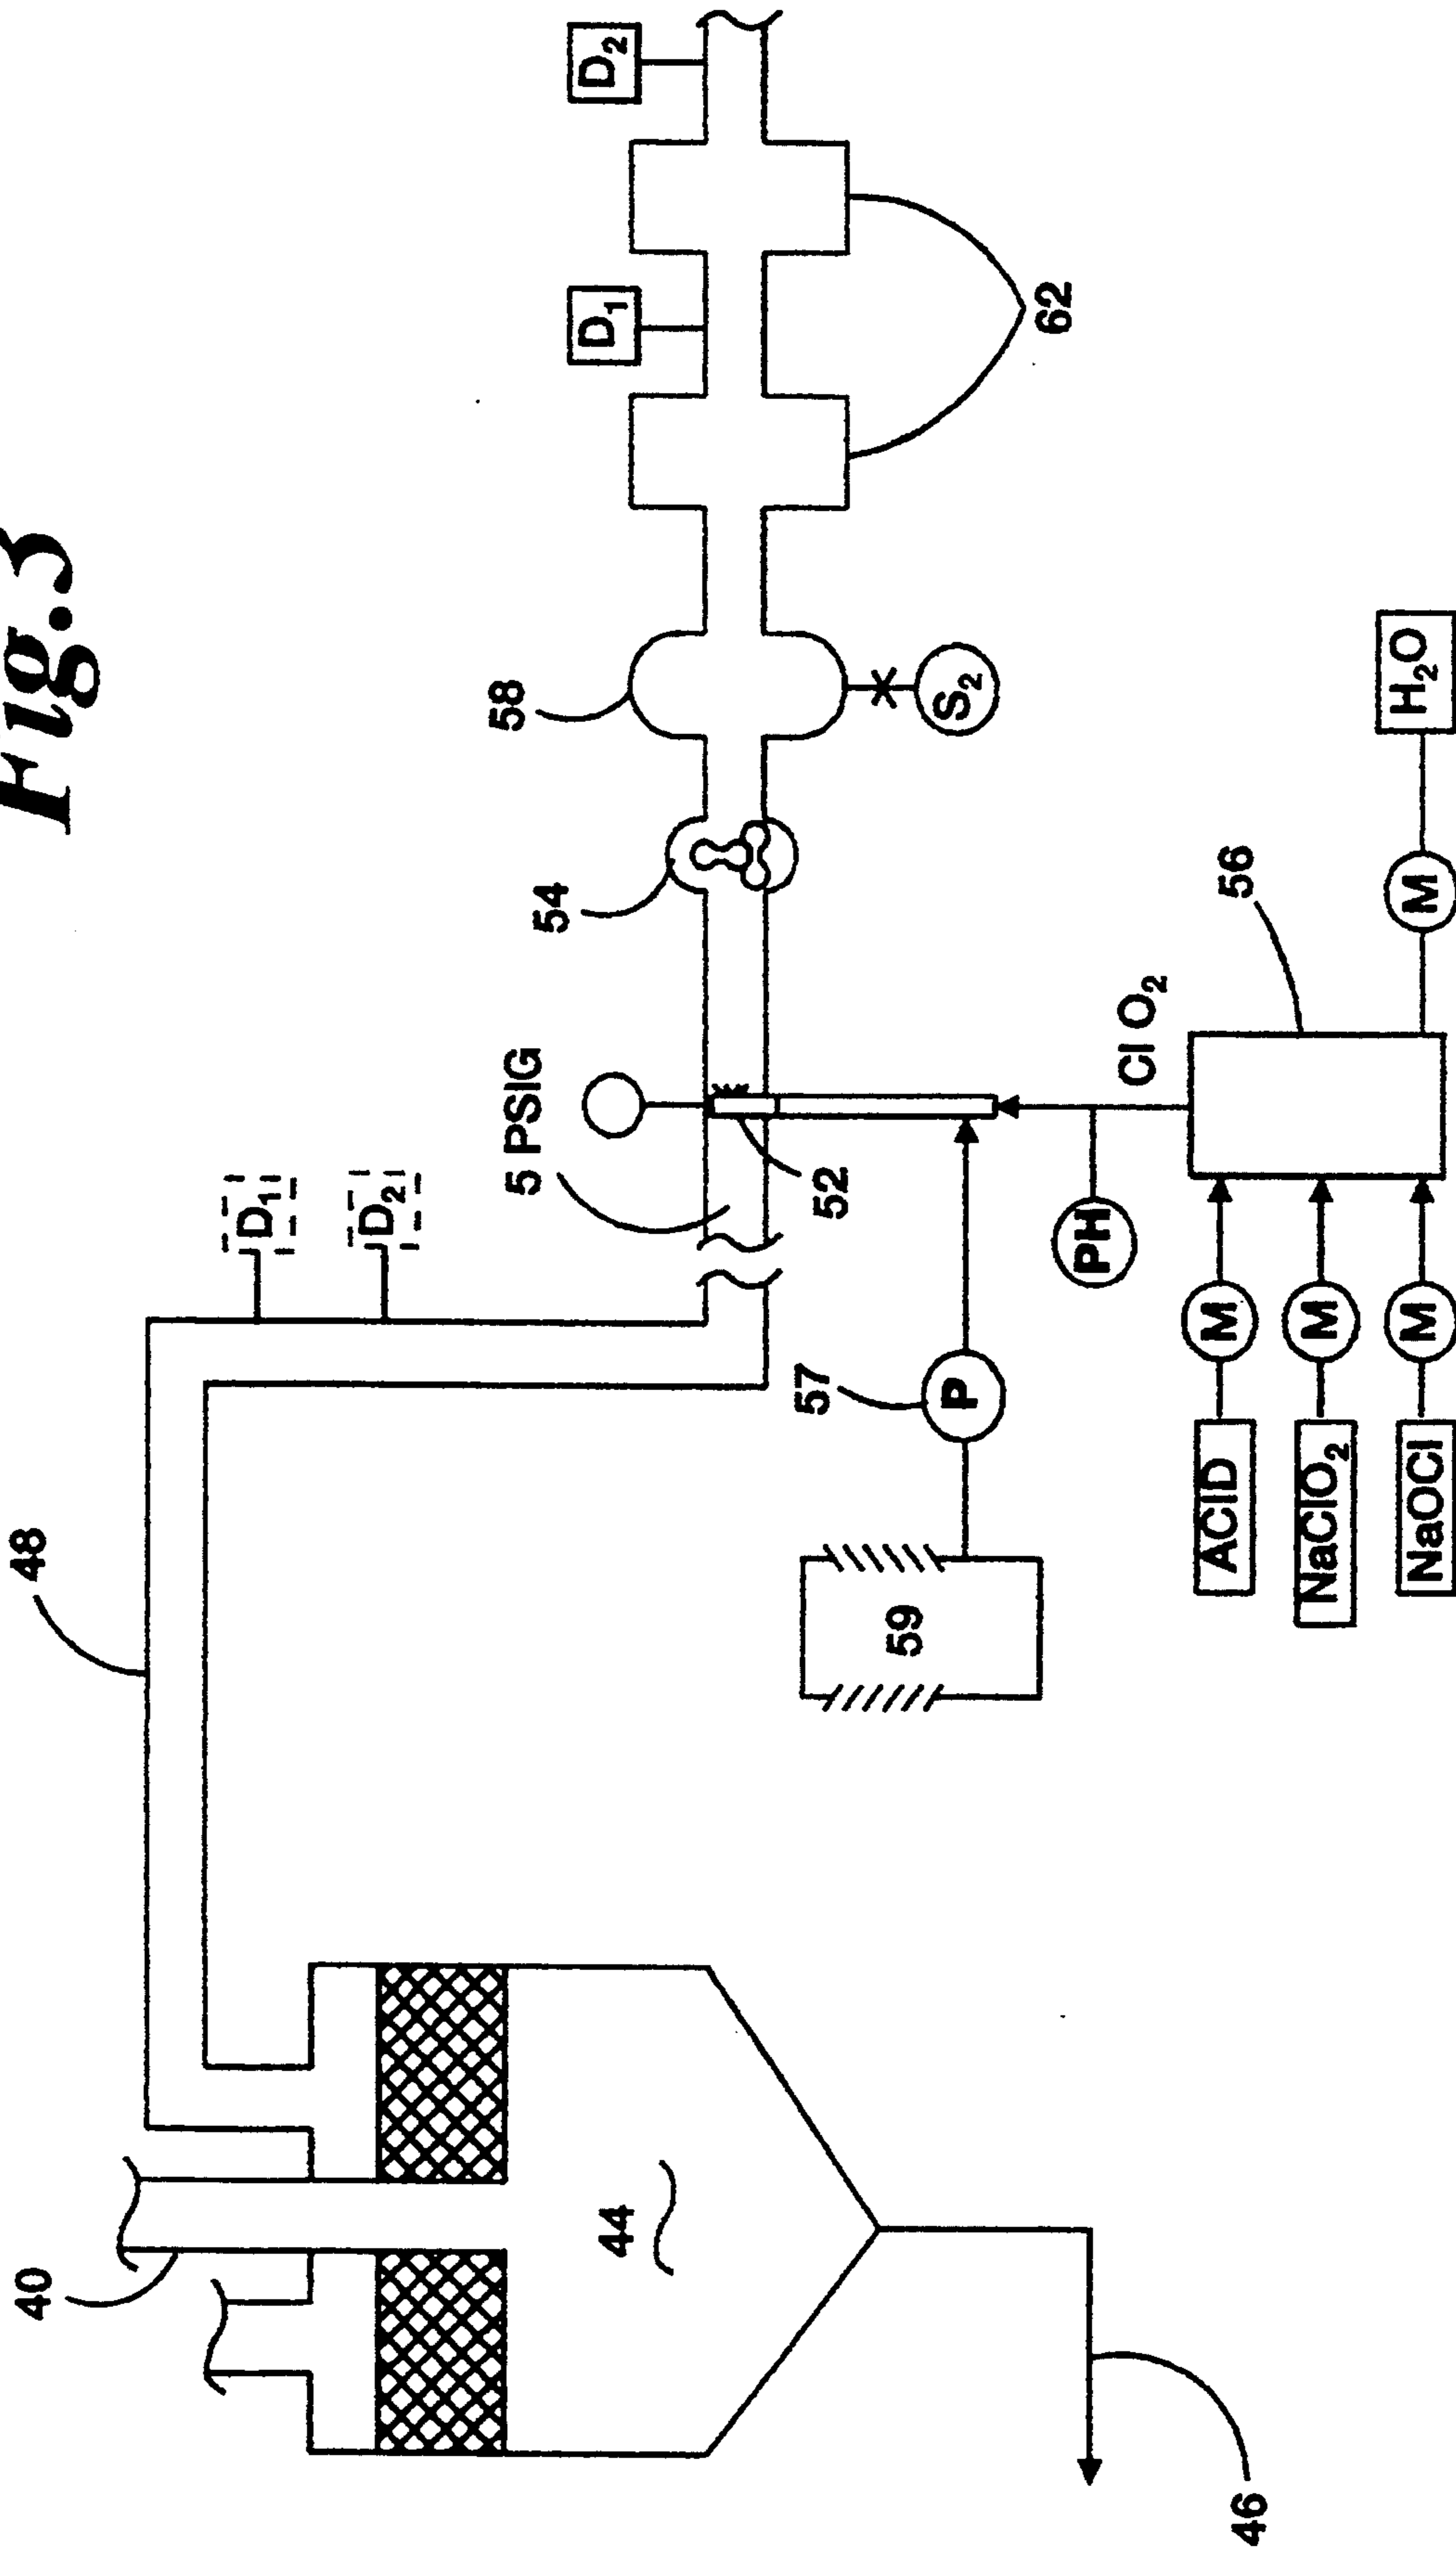 Fig.3
48
40
D1
D2
5 PSIG
52
54
58
D1
D2
62
S2
44
46
59
57
P
PH
Cl O2
56
ACID
M
NaClO2
M
NaOCl
M
M
H2O